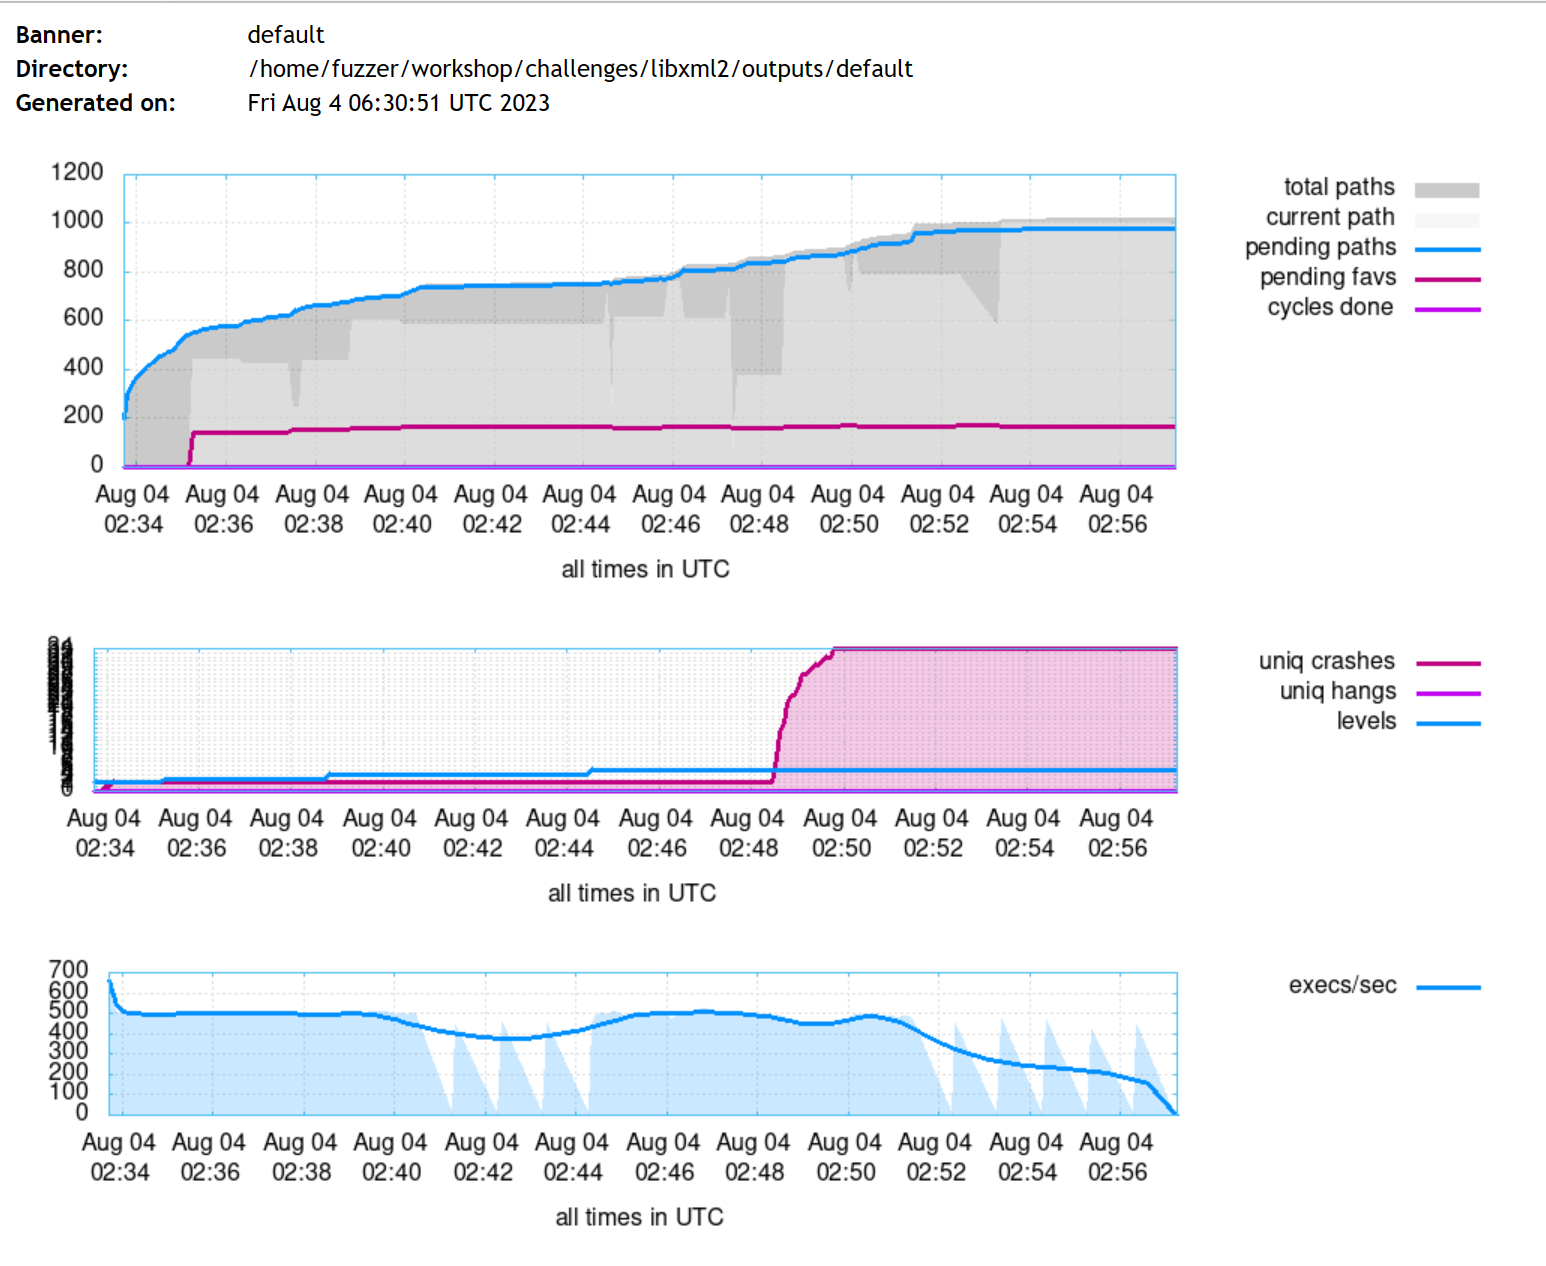 Banner: default
Directory: /home/fuzzer/workshop/challenges/libxml2/outputs/default
Generated on: Fri Aug 4 06:30:51 UTC 2023
1200
1000
800
600
400
200
0
Aug 04 Aug 04 Aug 04 Aug 04 Aug 04 Aug 04 Aug 04 Aug 04 Aug 04 Aug 04 Aug 04 Aug 04
02:34 02:36 02:38 02:40 02:42 02:44 02:46 02:48 02:50 02:52 02:54 02:56
all times in UTC
total paths
current path
pending paths
pending favs
cycles done
0
Aug 04 Aug 04 Aug 04 Aug 04 Aug 04 Aug 04 Aug 04 Aug 04 Aug 04 Aug 04 Aug 04 Aug 04
02:34 02:36 02:38 02:40 02:42 02:44 02:46 02:48 02:50 02:52 02:54 02:56
all times in UTC
uniq crashes
uniq hangs
levels
700
600
500
400
300
200
100
0
Aug 04 Aug 04 Aug 04 Aug 04 Aug 04 Aug 04 Aug 04 Aug 04 Aug 04 Aug 04 Aug 04 Aug 04
02:34 02:36 02:38 02:40 02:42 02:44 02:46 02:48 02:50 02:52 02:54 02:56
all times in UTC
execs/sec